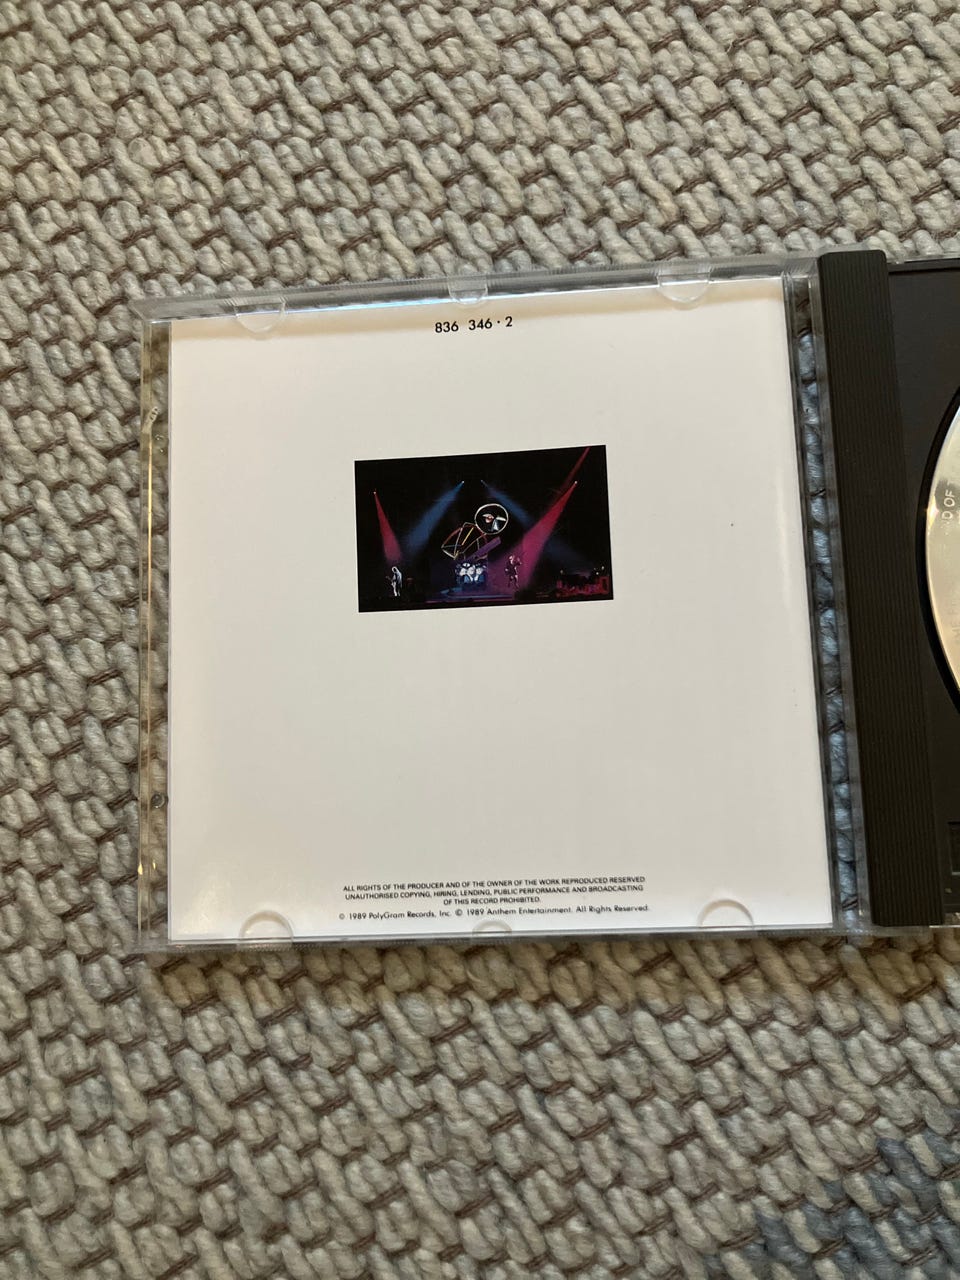 836 346·2
ALL RIGHTS OF THE PRODUCER AND OF THE OWNER OF THE WORK REPRODUCED RESERVED
UNAUTHORISED COPYING, HIRING, LENDING, PUBLIC PERFORMANCE AND BROADCASTING
OF THIS RECORD PROHIBITED.
© 1989 PolyGram Records, Inc. © 1989 Anthem Entertainment. All Rights Reserved.